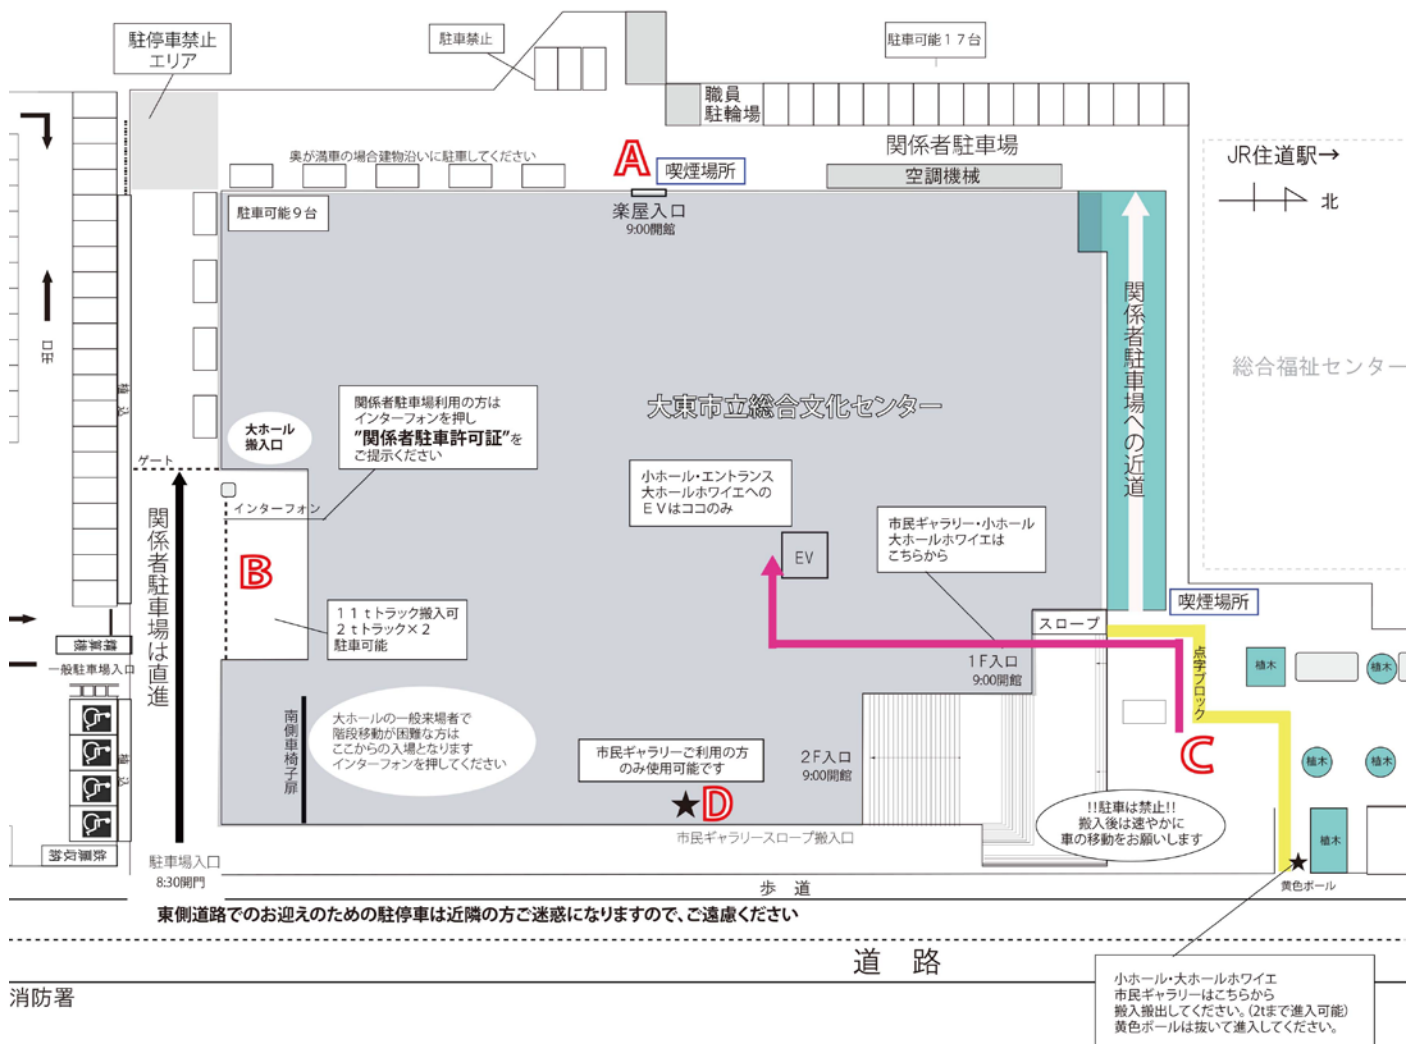 駐停車禁止
エリア
駐車禁止
駐車可能17台
職員
駐輪場
関係者駐車場
空調機械
奥が満車の場合建物沿いに駐車してください
A
喫煙場所
楽屋入口
9:00開館
駐車可能9台
JR住道駅→
北
総合福祉センター
関係者駐車場への近道
出口
植込
大東市立総合文化センター
関係者駐車場利用の方は
インターフォンを押し
”関係者駐車許可証”を
ご提示ください
大ホール
搬入口
ゲート
インターフォン
小ホール・エントランス
大ホールホワイエへの
EVはココのみ
EV
市民ギャラリー・小ホール
大ホールホワイエは
こちらから
関係者駐車場は直進
B
11tトラック搬入可
2tトラック×2
駐車可能
喫煙場所
スロープ
1F入口
9:00開館
点字ブロック
植木
植木
精算機
一般駐車場入口
植込
南側車椅子扉
大ホールの一般来場者で
階段移動が困難な方は
ここからの入場となります
インターフォンを押してください
市民ギャラリーご利用の方
のみ使用可能です
2F入口
9:00開館
C
植木
植木
★D
市民ギャラリースロープ搬入口
!!駐車は禁止!!
搬入後は速やかに
車の移動をお願いします
植木
駐車場入口
8:30開門
★
黄色ポール
歩道
東側道路でのお迎えのための駐停車は近隣の方ご迷惑になりますので、ご遠慮ください
道路
消防署
小ホール・大ホールホワイエ
市民ギャラリーはこちらから
搬入搬出してください。(2tまで進入可能)
黄色ポールは抜いて進入してください。